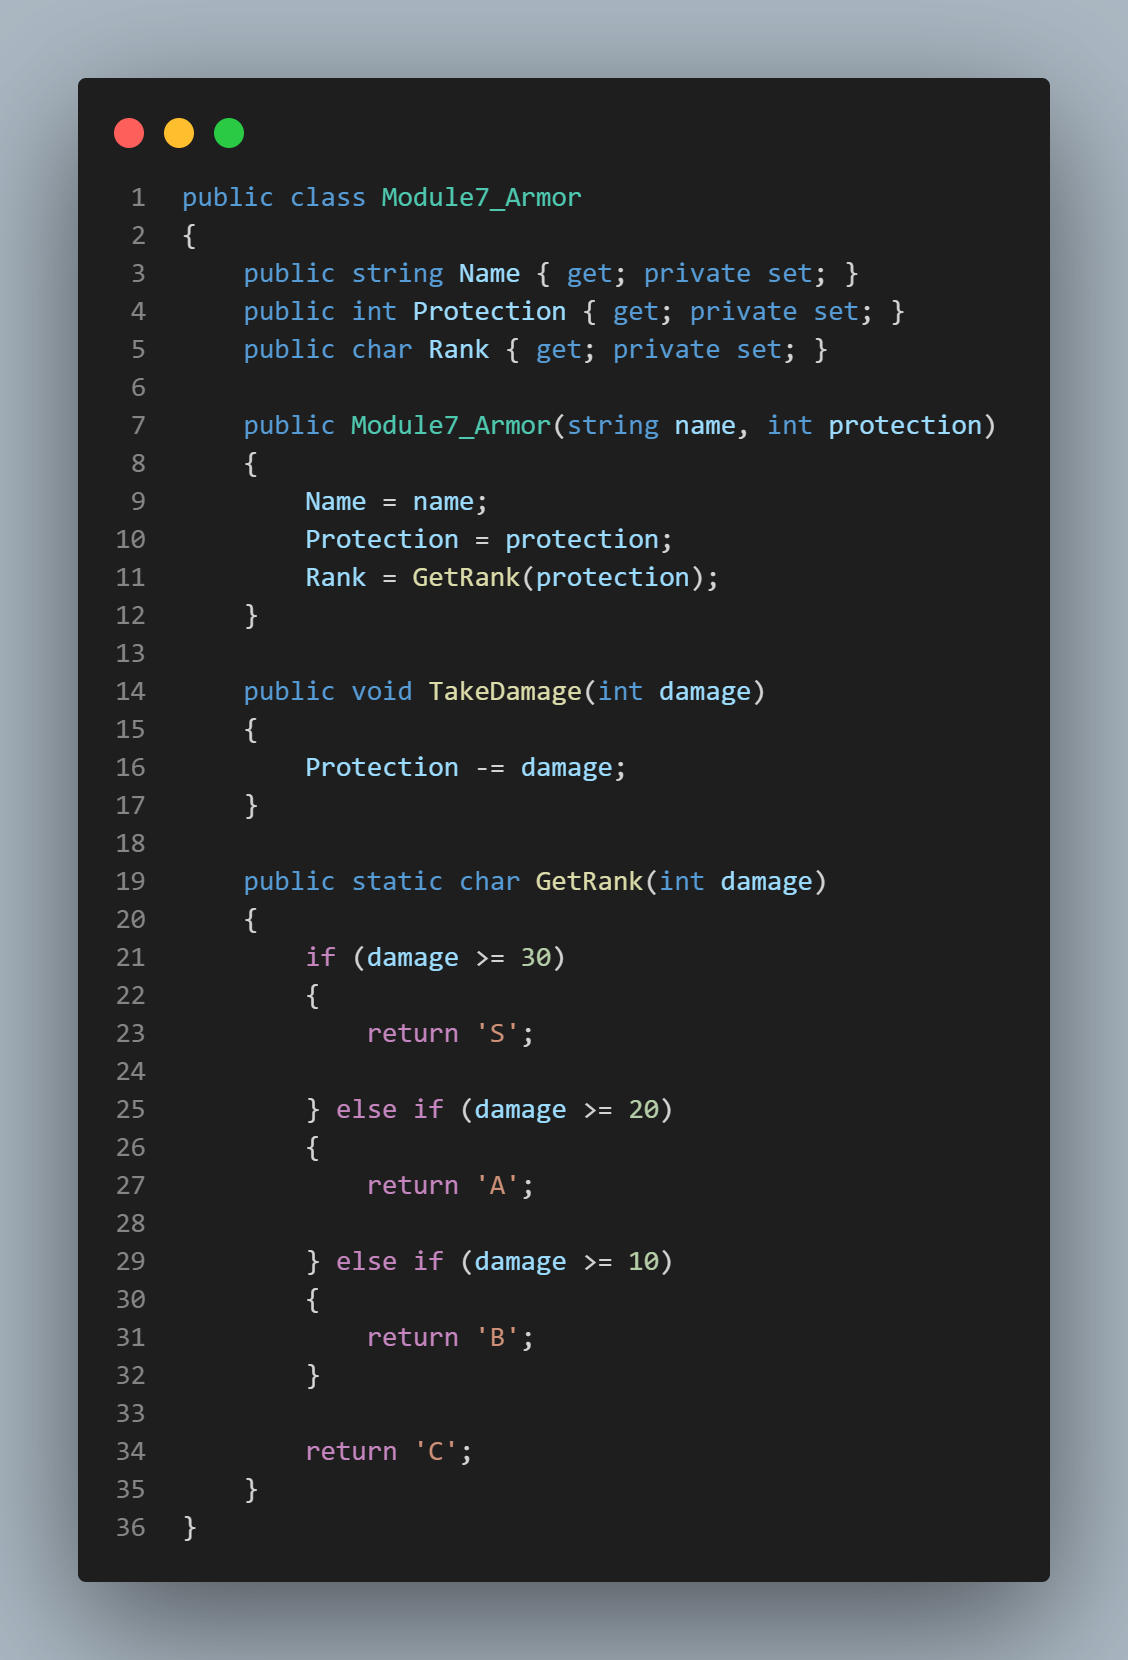 1 public class Module7_Armor
2 {
3     public string Name { get; private set; }
4     public int Protection { get; private set; }
5     public char Rank { get; private set; }
6
7     public Module7_Armor(string name, int protection)
8     {
9         Name = name;
10         Protection = protection;
11         Rank = GetRank(protection);
12     }
13
14     public void TakeDamage(int damage)
15     {
16         Protection -= damage;
17     }
18
19     public static char GetRank(int damage)
20     {
21         if (damage >= 30)
22         {
23             return 'S';
24
25         } else if (damage >= 20)
26         {
27             return 'A';
28
29         } else if (damage >= 10)
30         {
31             return 'B';
32         }
33
34         return 'C';
35     }
36 }